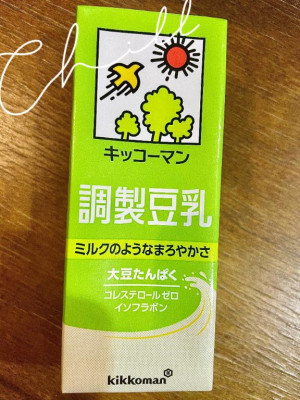 Chill
キッコーマン
調製豆乳
ミルクのようなまろやかさ
大豆たんぱく
コレステロールゼロ
イソフラボン
kikkoman